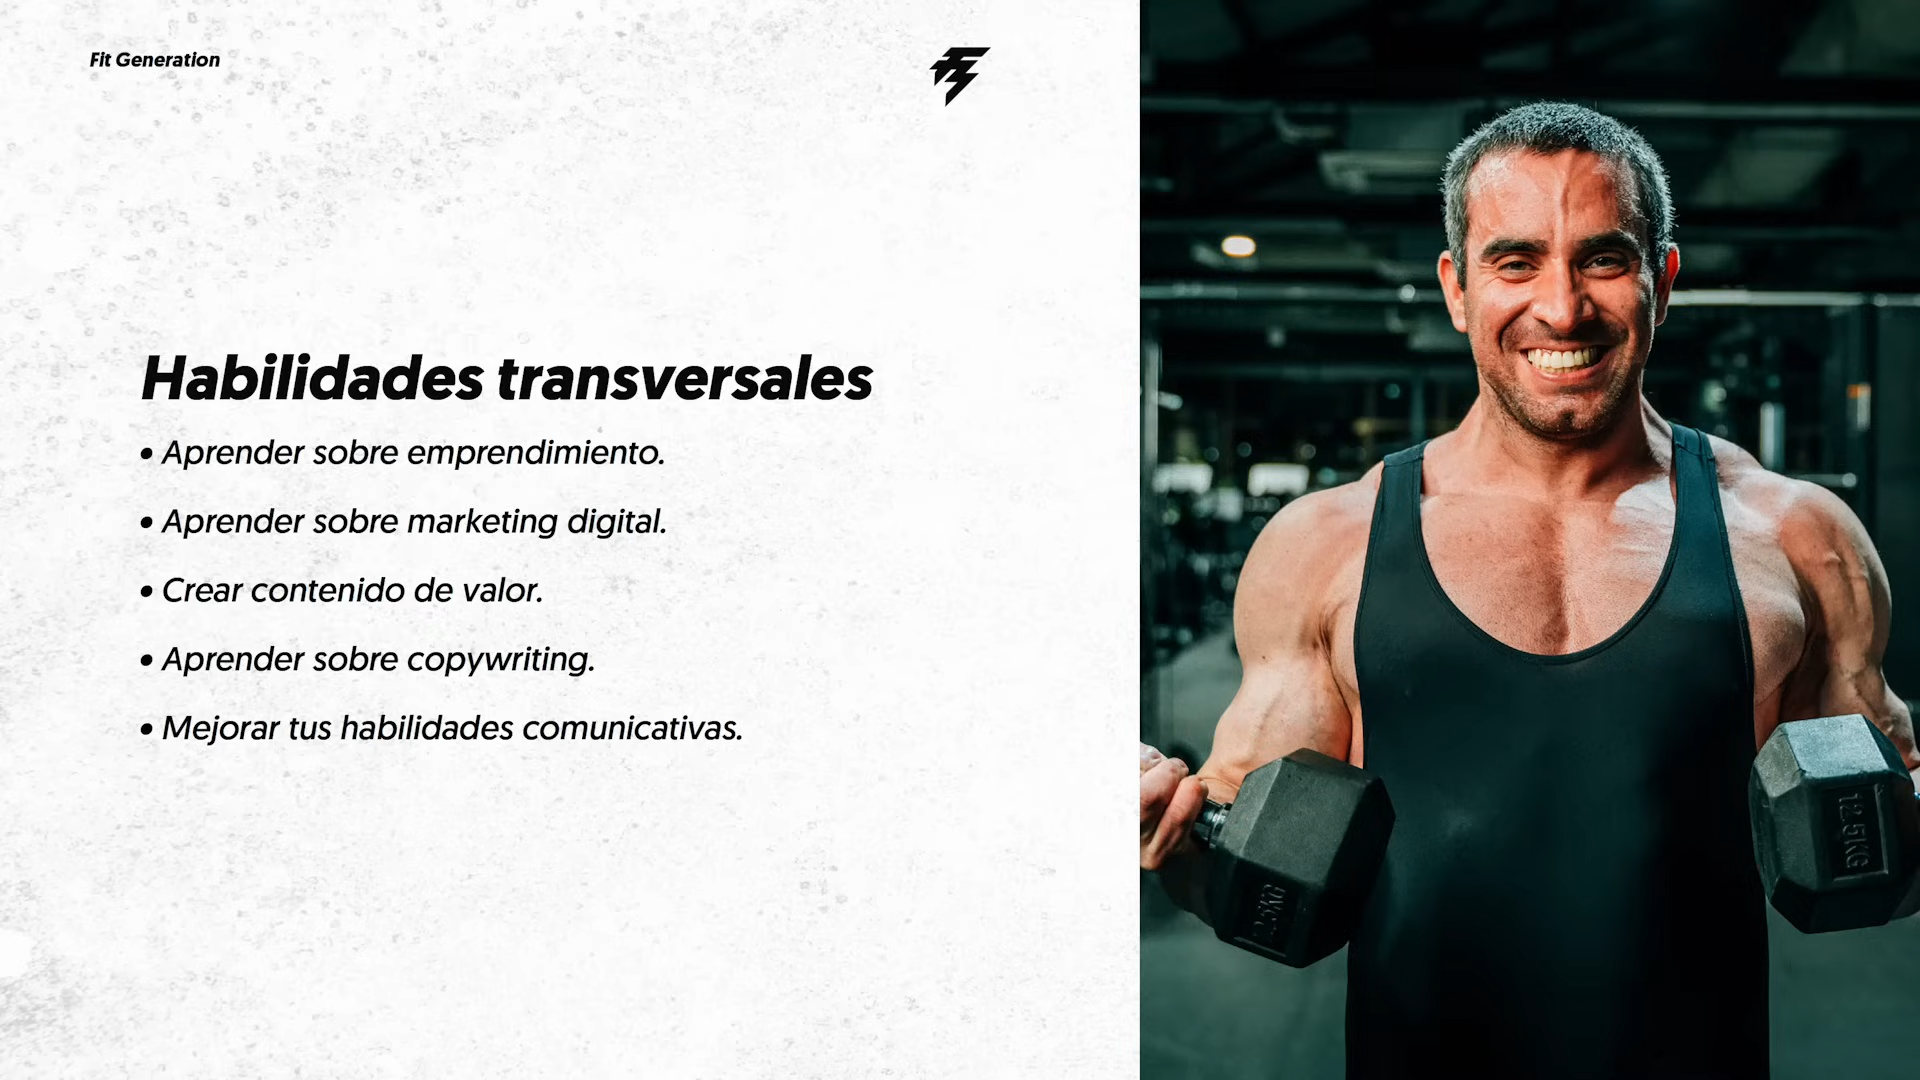 Fit Generation
Habilidades transversales
• Aprender sobre emprendimiento.
• Aprender sobre marketing digital.
• Crear contenido de valor.
• Aprender sobre copywriting.
• Mejorar tus habilidades comunicativas.
12.5KG